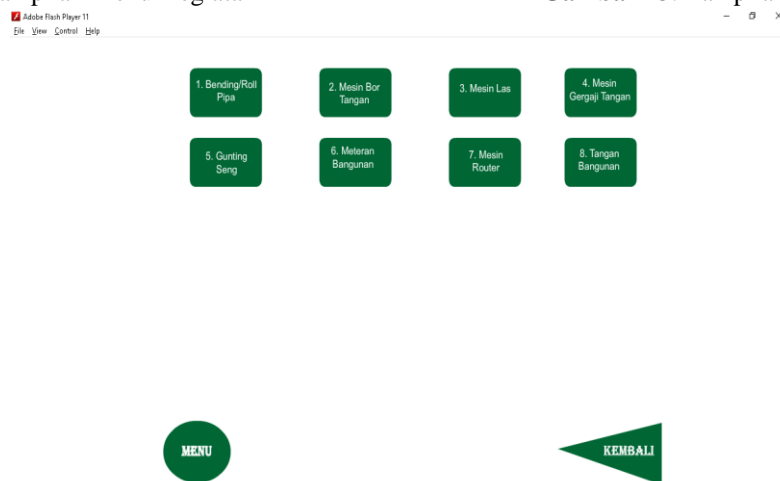 Adobe Flash Player 11
File View Control Help
1. Bending/Roll
Pipa
2. Mesin Bor
Tangan
3. Mesin Las
4. Mesin
Gergaji Tangan
5. Gunting
Seng
6. Meteran
Bangunan
7. Mesin
Router
8. Tangan
Bangunan
MENU
KEMBALI